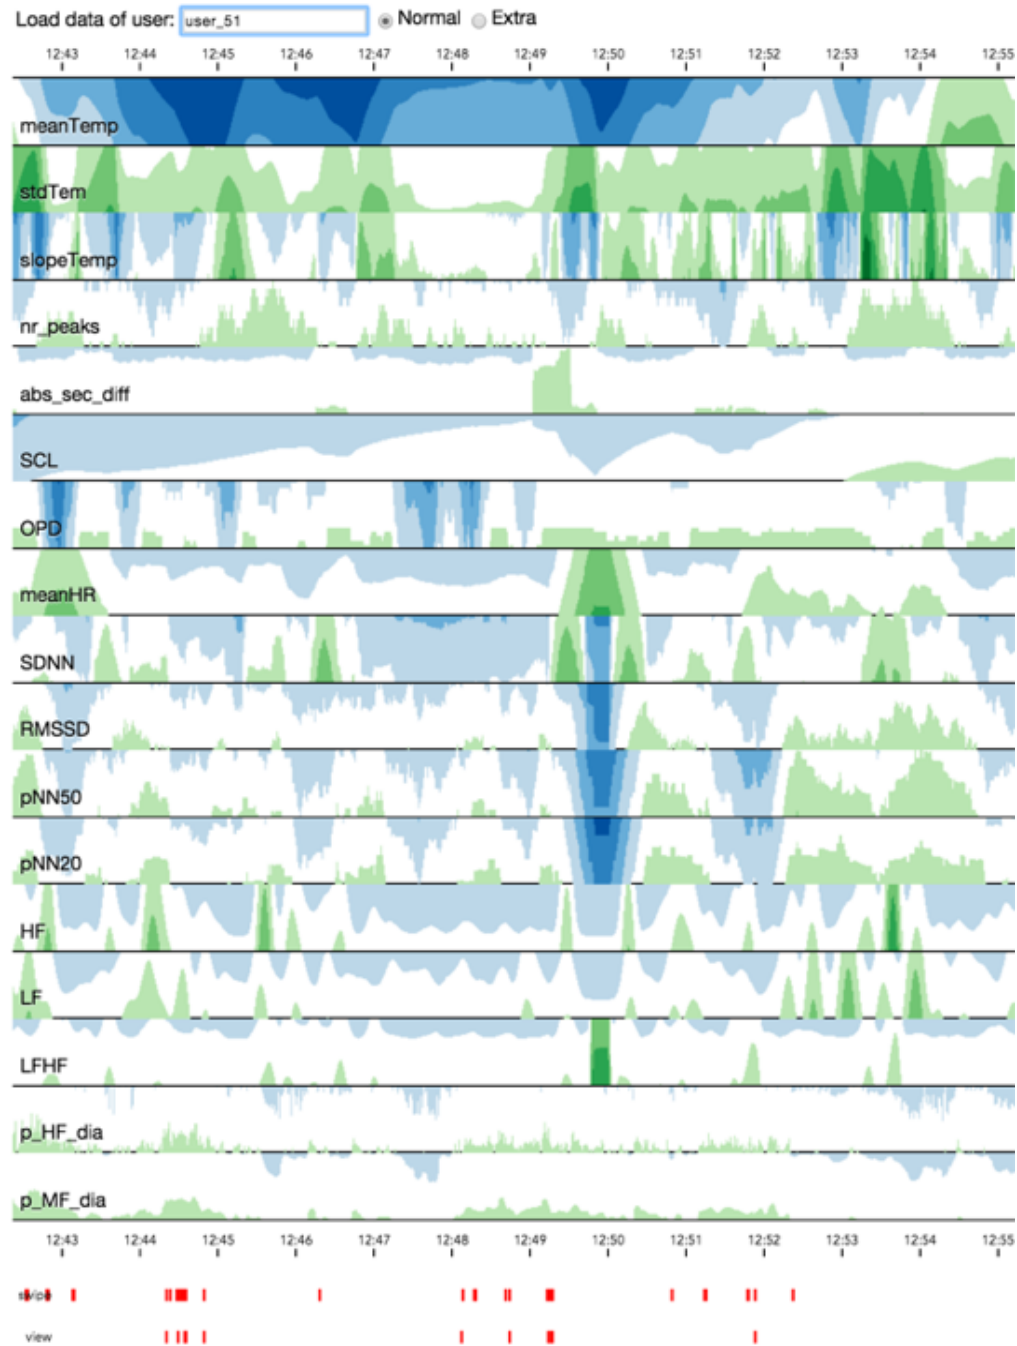 Load data of user: user_51 Normal Extra
12:43 12:44 12:45 12:46 12:47 12:48 12:49 12:50 12:51 12:52 12:53 12:54 12:55
meanTemp
stdTem
slopeTemp
nr_peaks
abs_sec_diff
SCL
OPD
meanHR
SDNN
RMSSD
pNN50
pNN20
HF
LF
LFHF
p_HF_dia
p_MF_dia
12:43 12:44 12:45 12:46 12:47 12:48 12:49 12:50 12:51 12:52 12:53 12:54 12:55
swipe
view